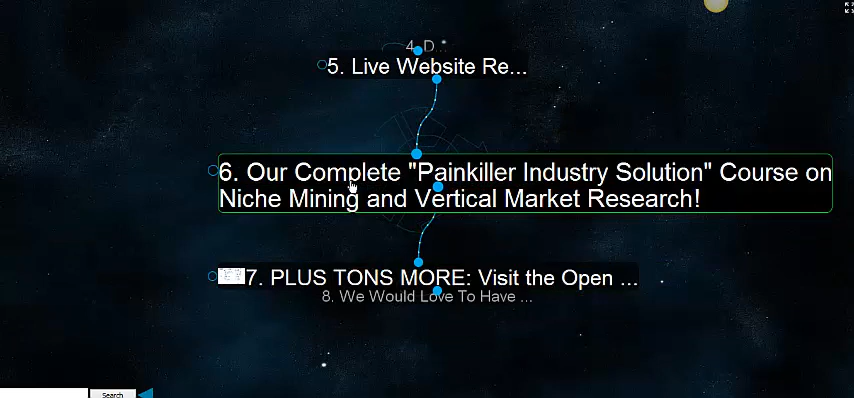 4. D...
5. Live Website Re...
6. Our Complete "Painkiller Industry Solution" Course on
Niche Mining and Vertical Market Research!
7. PLUS TONS MORE: Visit the Open ...
8. We Would Love To Have ...
Search